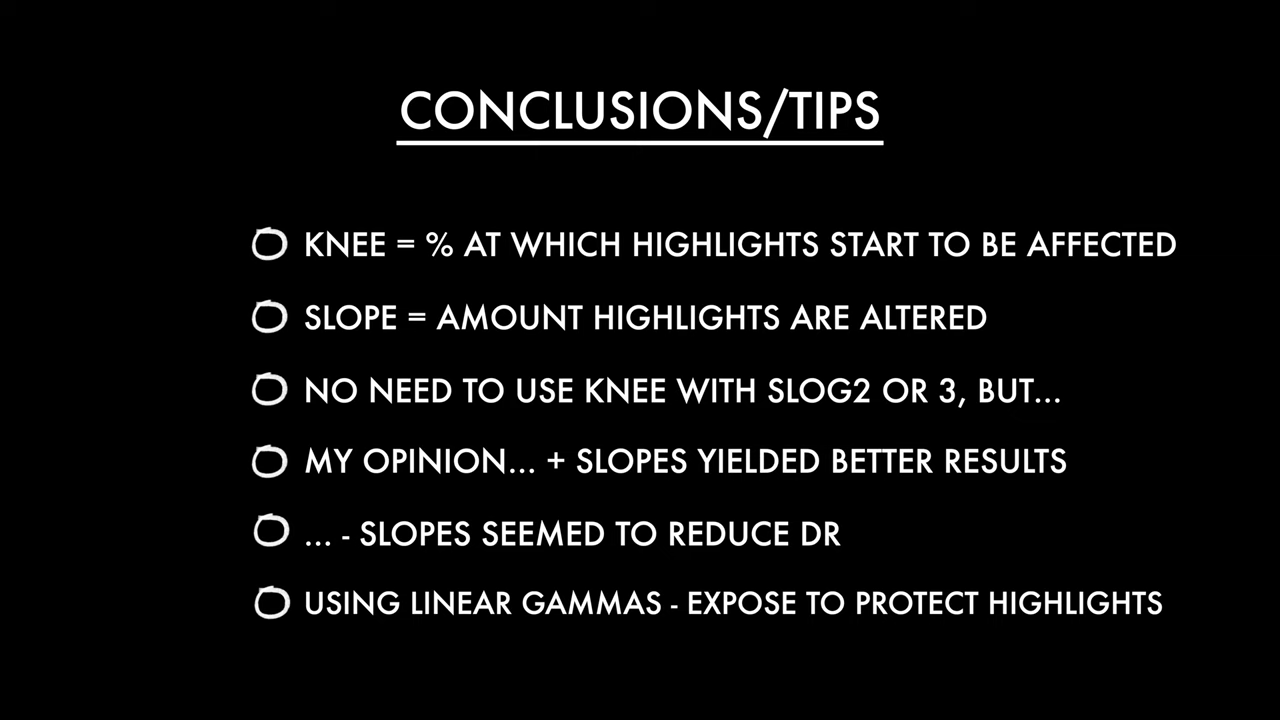 CONCLUSIONS/TIPS
KNEE = % AT WHICH HIGHLIGHTS START TO BE AFFECTED
SLOPE = AMOUNT HIGHLIGHTS ARE ALTERED
NO NEED TO USE KNEE WITH SLOG2 OR 3, BUT...
MY OPINION... + SLOPES YIELDED BETTER RESULTS
... - SLOPES SEEMED TO REDUCE DR
USING LINEAR GAMMAS - EXPOSE TO PROTECT HIGHLIGHTS